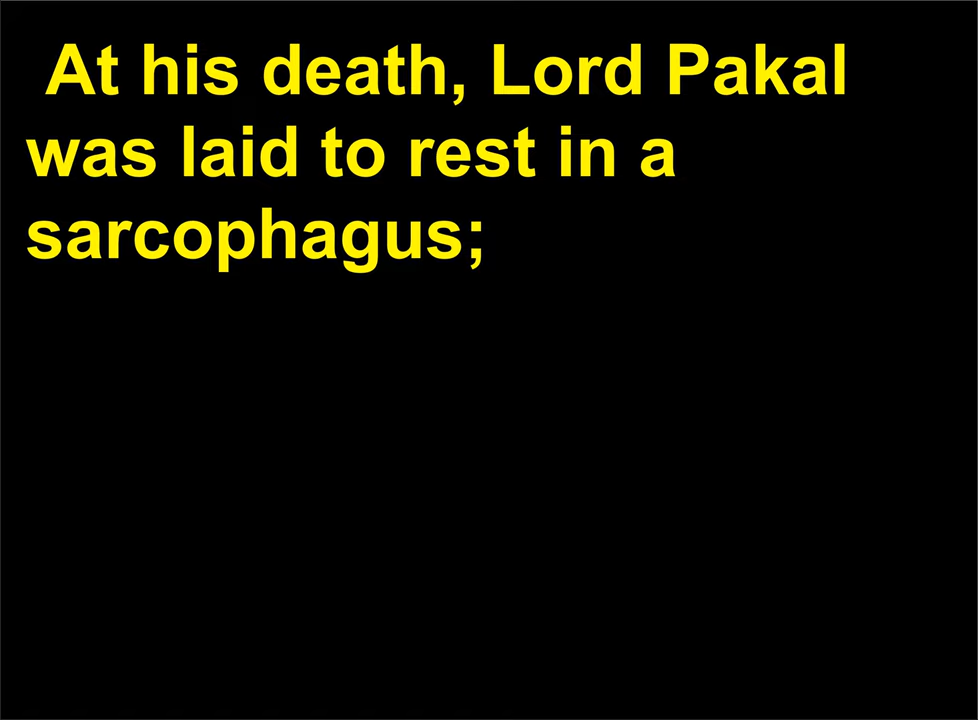 At his death, Lord Pakal
was laid to rest in a
sarcophagus;